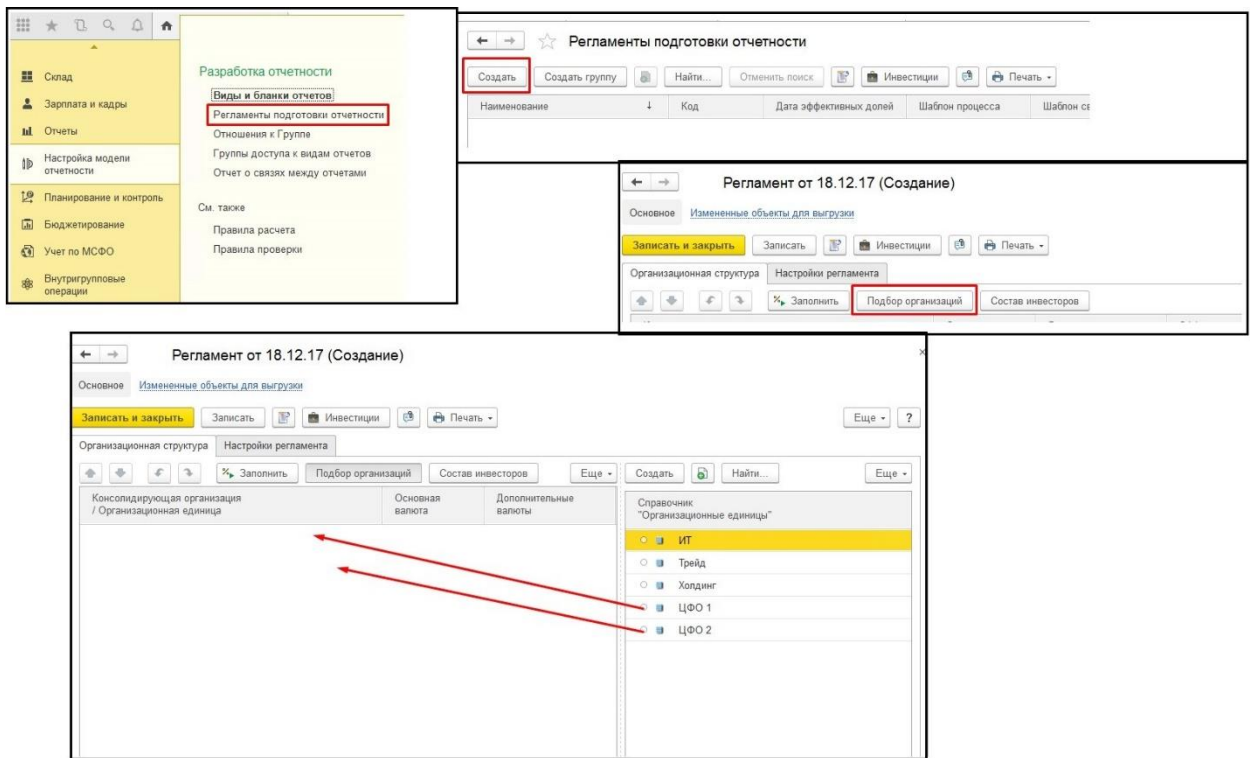 Склад
Зарплата и кадры
Отчеты
Настройка модели
отчетности
Планирование и контроль
Бюджетирование
Учет по МСФО
Внутригрупповые
операции
Разработка отчетности
Виды и бланки отчетов
Регламенты подготовки отчетности
Отношения к Группе
Группы доступа к видам отчетов
Отчет о связях между отчетами
См. также
Правила расчета
Правила проверки
Регламенты подготовки отчетности
Создать Создать группу Найти... Отменить поиск Инвестиции Печать
Наименование ↓ Код Дата эффективных долей Шаблон процесса Шаблон св
Регламент от 18.12.17 (Создание)
Основное Измененные объекты для выгрузки
Записать и закрыть Записать Инвестиции Печать
Организационная структура Настройки регламента
Заполнить Подбор организаций Состав инвесторов
Регламент от 18.12.17 (Создание) ×
Основное Измененные объекты для выгрузки
Записать и закрыть Записать Инвестиции Печать Еще ?
Организационная структура Настройки регламента
Заполнить Подбор организаций Состав инвесторов Еще Создать Найти... Еще
Консолидирующая организация
/ Организационная единица
Основная
валюта
Дополнительные
валюты
Справочник
"Организационные единицы"
ИТ
Трейд
Холдинг
ЦФО 1
ЦФО 2